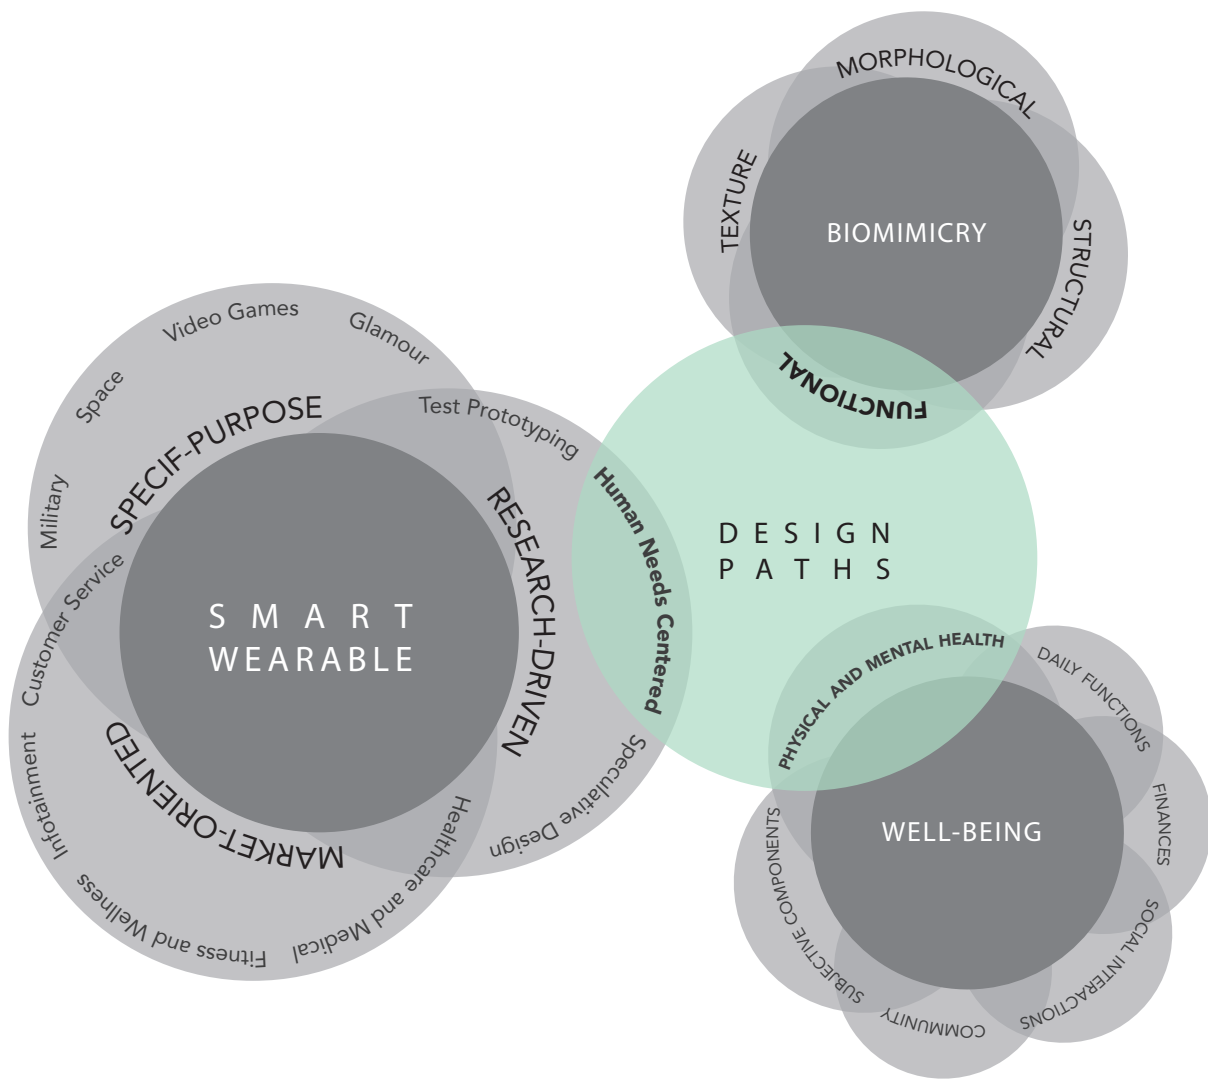 MORPHOLOGICAL
TEXTURE
BIOMIMICRY
STRUCTURAL
FUNCTIONAL
Video Games
Glamour
Space
Military
SPECIF-PURPOSE
Test Prototyping
Human Needs Centered
RESEARCH-DRIVEN
DESIGN
PATHS
Customer Service
SMART
WEARABLE
MARKET-ORIENTED
Infotainment
Fitness and Wellness
Healthcare and Medical
Speculative Design
PHYSICAL AND MENTAL HEALTH
DAILY FUNCTIONS
FINANCES
WELL-BEING
SUBJECTIVE COMPONENTS
SOCIAL INTERACTIONS
COMMUNITY